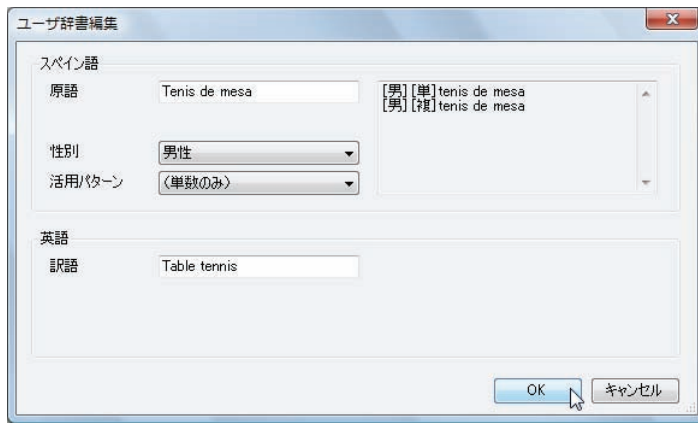 ユーザ辞書編集
スペイン語
原語 Tenis de mesa
[男][単]tenis de mesa
[男][複]tenis de mesa
性別 男性
活用パターン (単数のみ)
英語
訳語 Table tennis
OK キャンセル